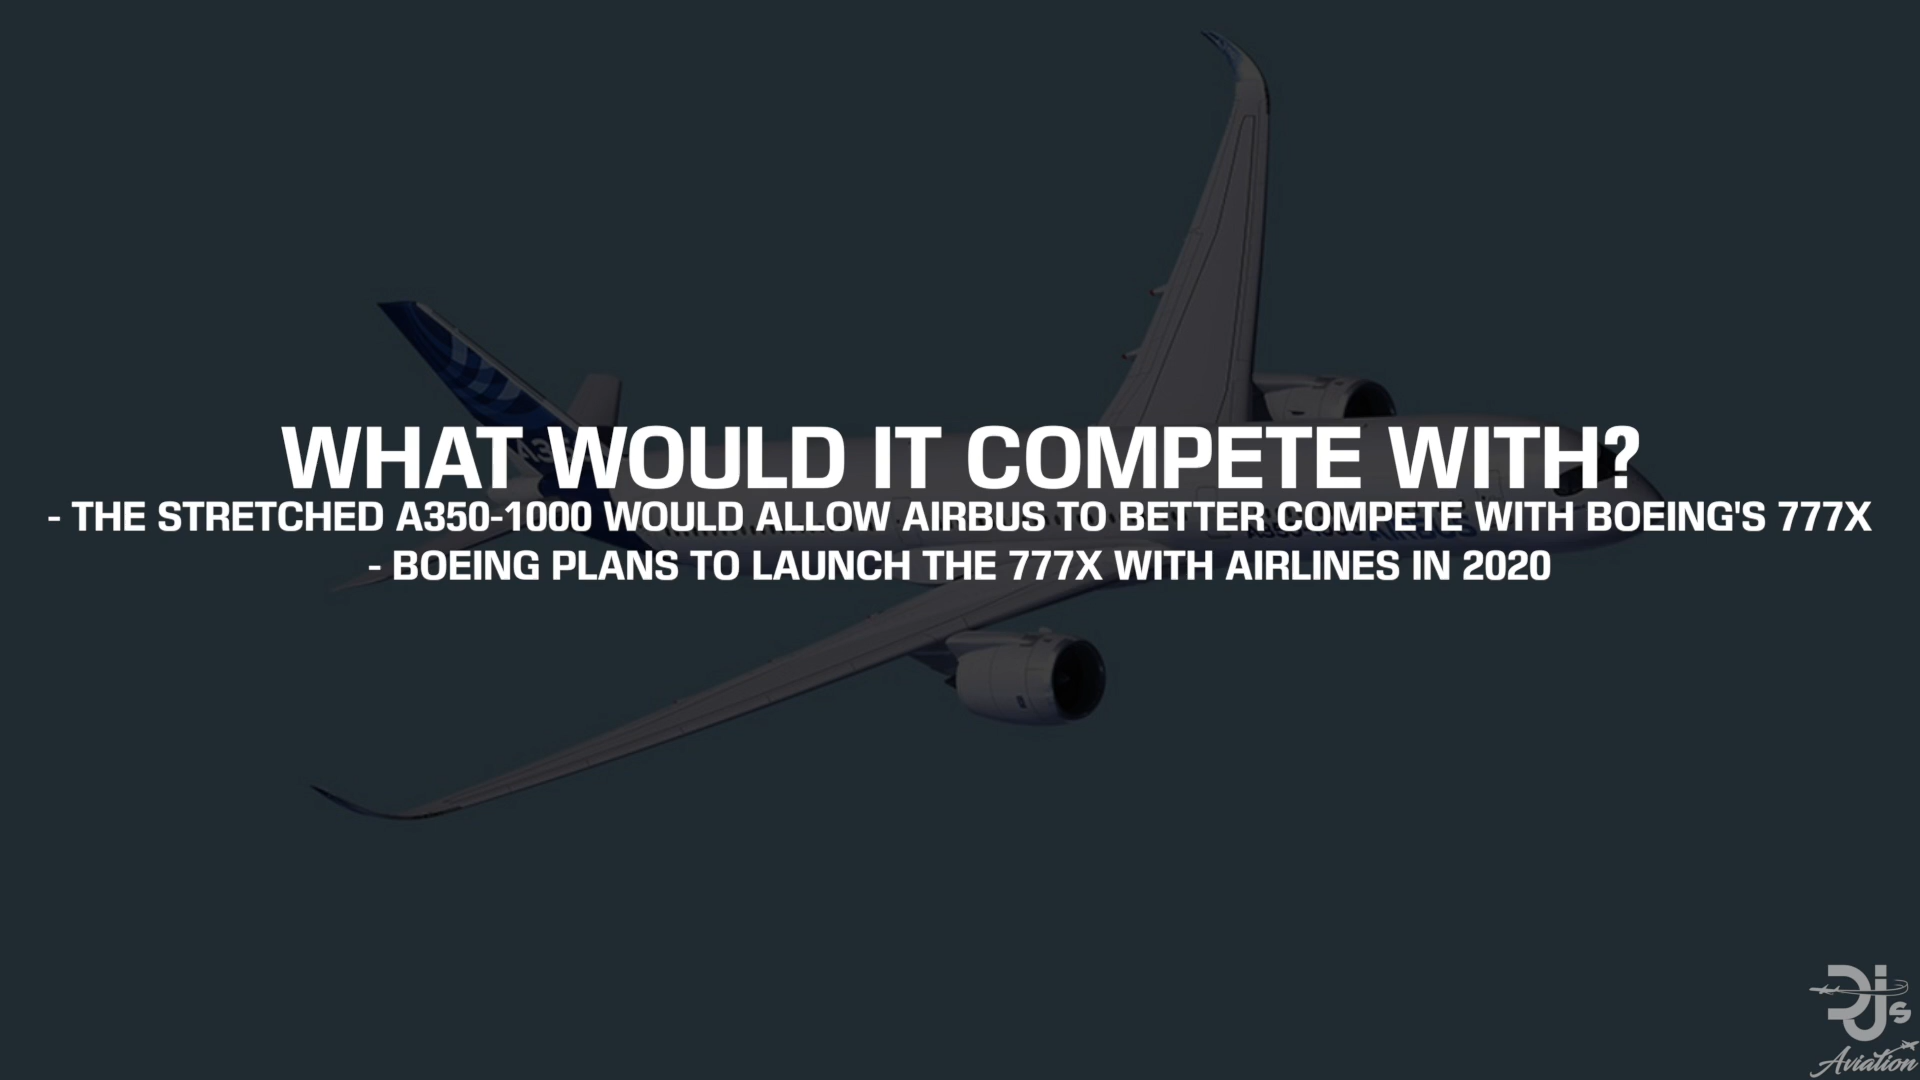 WHAT WOULD IT COMPETE WITH?
- THE STRETCHED A350-1000 WOULD ALLOW AIRBUS TO BETTER COMPETE WITH BOEING'S 777X
- BOEING PLANS TO LAUNCH THE 777X WITH AIRLINES IN 2020
DJs
Aviation